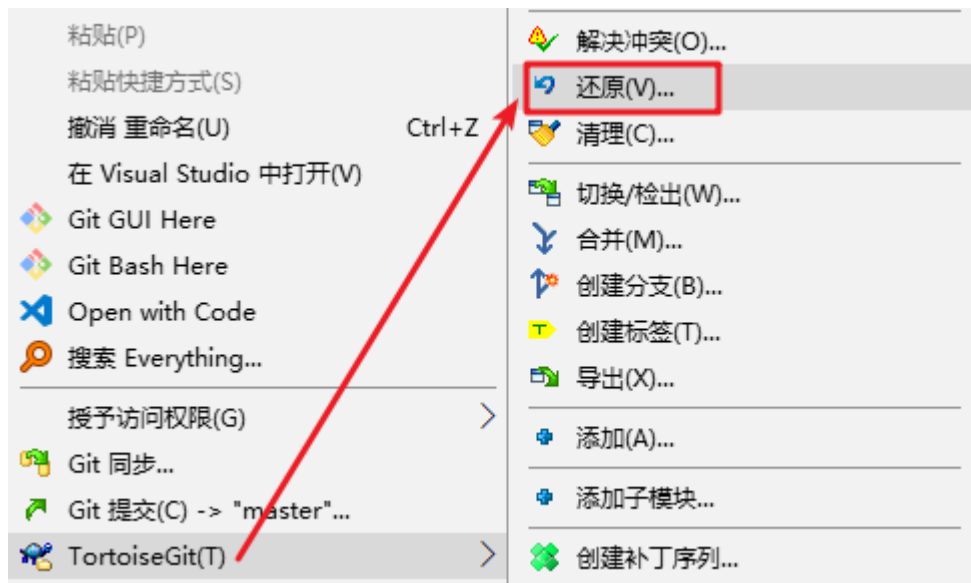 粘贴(P)
粘贴快捷方式(S)
撤消 重命名(U) Ctrl+Z
在 Visual Studio 中打开(V)
Git GUI Here
Git Bash Here
Open with Code
搜索 Everything...
授予访问权限(G)
Git 同步...
Git 提交(C) -> "master"...
TortoiseGit(T)
解决冲突(O)...
还原(V)...
清理(C)...
切换/检出(W)...
合并(M)...
创建分支(B)...
创建标签(T)...
导出(X)...
添加(A)...
添加子模块...
创建补丁序列...